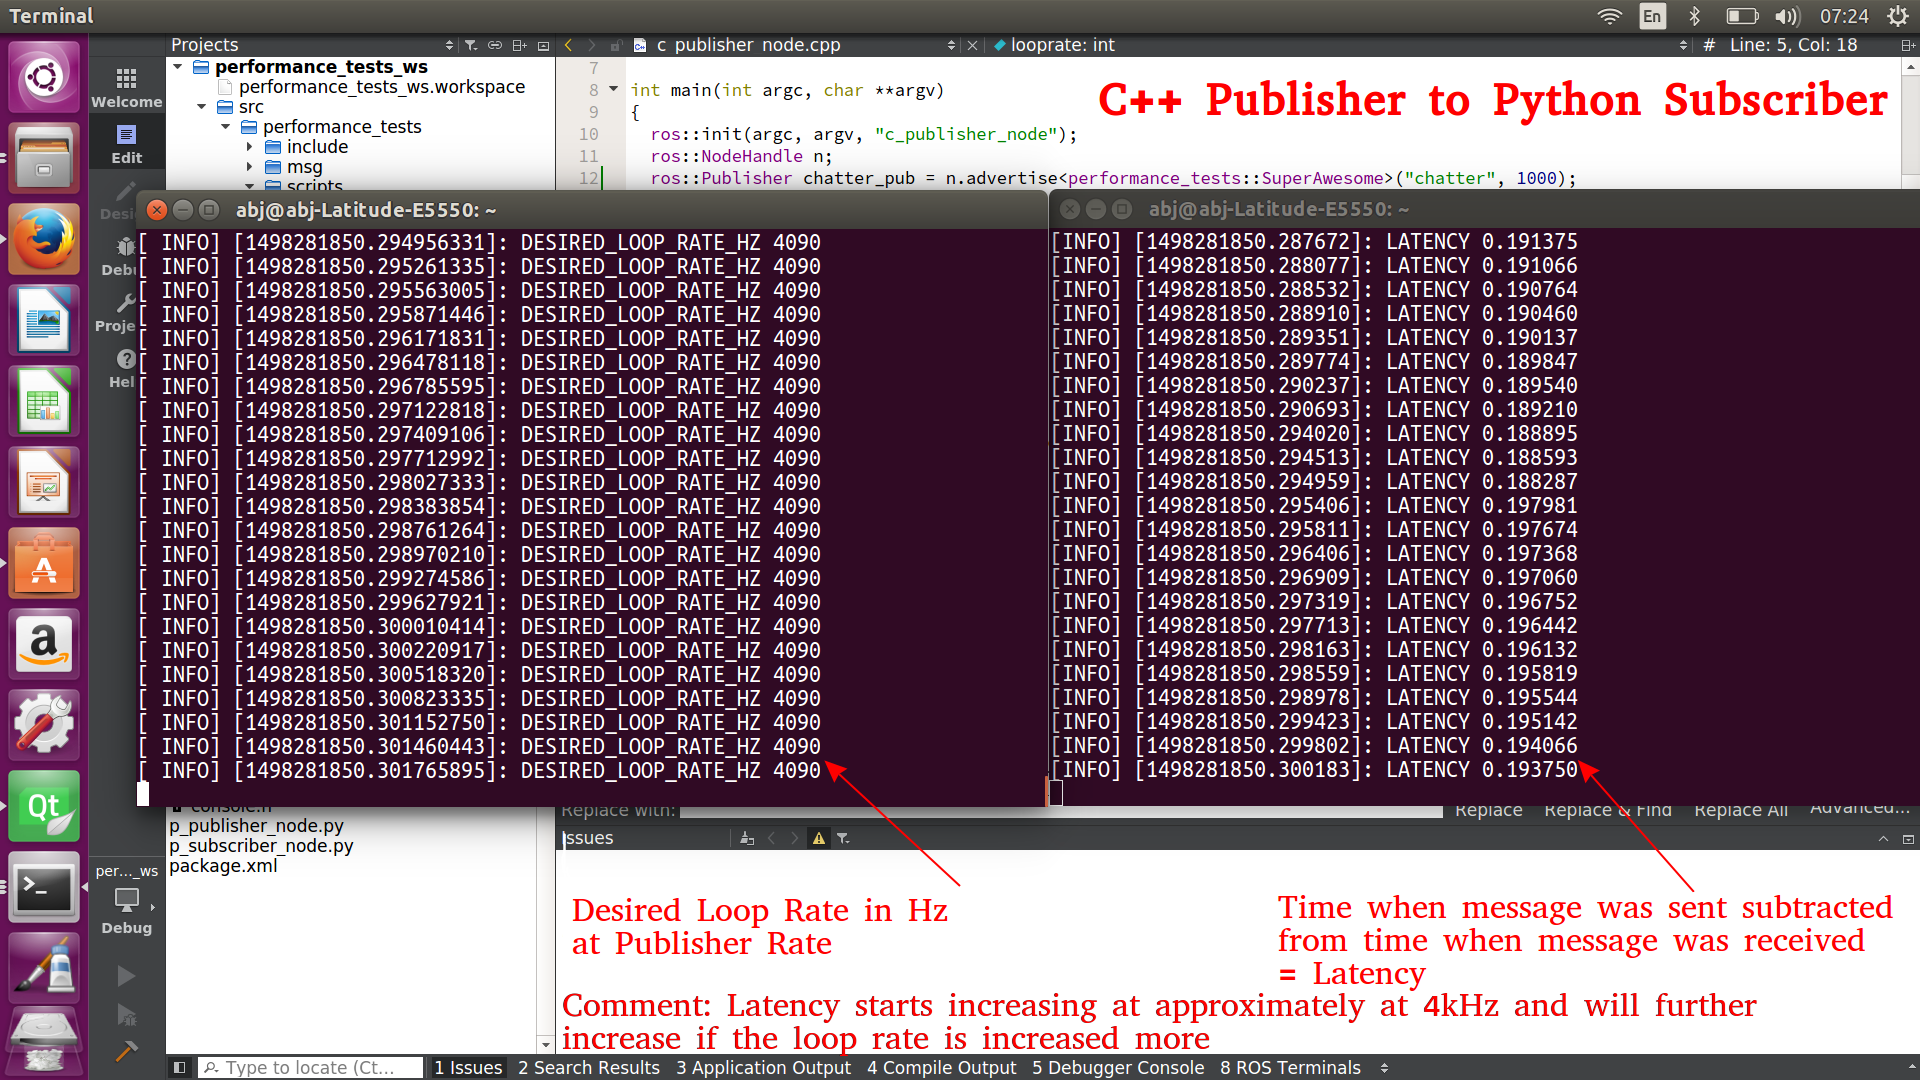 Terminal
En
07:24
Projects
c publisher node.cpp
looprate: int
# Line: 5, Col: 18
Welcome
Edit
Debu
Proje
Hel
performance_tests_ws
performance_tests_ws.workspace
src
performance_tests
include
msg
scripts
7
8 int main(int argc, char **argv)
9 {
10 ros::init(argc, argv, "c_publisher_node");
11 ros::NodeHandle n;
12 ros::Publisher chatter_pub = n.advertise<performance_tests::SuperAwesome>("chatter", 1000);
C++ Publisher to Python Subscriber
abj@abj-Latitude-E5550: ~
[ INFO] [1498281850.294956331]: DESIRED_LOOP_RATE_HZ 4090
[ INFO] [1498281850.295261335]: DESIRED_LOOP_RATE_HZ 4090
[ INFO] [1498281850.295563005]: DESIRED_LOOP_RATE_HZ 4090
[ INFO] [1498281850.295871446]: DESIRED_LOOP_RATE_HZ 4090
[ INFO] [1498281850.296171831]: DESIRED_LOOP_RATE_HZ 4090
[ INFO] [1498281850.296478118]: DESIRED_LOOP_RATE_HZ 4090
[ INFO] [1498281850.296785595]: DESIRED_LOOP_RATE_HZ 4090
[ INFO] [1498281850.297122818]: DESIRED_LOOP_RATE_HZ 4090
[ INFO] [1498281850.297409106]: DESIRED_LOOP_RATE_HZ 4090
[ INFO] [1498281850.297712992]: DESIRED_LOOP_RATE_HZ 4090
[ INFO] [1498281850.298027333]: DESIRED_LOOP_RATE_HZ 4090
[ INFO] [1498281850.298383854]: DESIRED_LOOP_RATE_HZ 4090
[ INFO] [1498281850.298761264]: DESIRED_LOOP_RATE_HZ 4090
[ INFO] [1498281850.298970210]: DESIRED_LOOP_RATE_HZ 4090
[ INFO] [1498281850.299274586]: DESIRED_LOOP_RATE_HZ 4090
[ INFO] [1498281850.299627921]: DESIRED_LOOP_RATE_HZ 4090
[ INFO] [1498281850.300010414]: DESIRED_LOOP_RATE_HZ 4090
[ INFO] [1498281850.300220917]: DESIRED_LOOP_RATE_HZ 4090
[ INFO] [1498281850.300518320]: DESIRED_LOOP_RATE_HZ 4090
[ INFO] [1498281850.300823335]: DESIRED_LOOP_RATE_HZ 4090
[ INFO] [1498281850.301152750]: DESIRED_LOOP_RATE_HZ 4090
[ INFO] [1498281850.301460443]: DESIRED_LOOP_RATE_HZ 4090
[ INFO] [1498281850.301765895]: DESIRED_LOOP_RATE_HZ 4090
abj@abj-Latitude-E5550: ~
[INFO] [1498281850.287672]: LATENCY 0.191375
[INFO] [1498281850.288077]: LATENCY 0.191066
[INFO] [1498281850.288532]: LATENCY 0.190764
[INFO] [1498281850.288910]: LATENCY 0.190460
[INFO] [1498281850.289351]: LATENCY 0.190137
[INFO] [1498281850.289774]: LATENCY 0.189847
[INFO] [1498281850.290237]: LATENCY 0.189540
[INFO] [1498281850.290693]: LATENCY 0.189210
[INFO] [1498281850.294020]: LATENCY 0.188895
[INFO] [1498281850.294513]: LATENCY 0.188593
[INFO] [1498281850.294959]: LATENCY 0.188287
[INFO] [1498281850.295406]: LATENCY 0.197981
[INFO] [1498281850.295811]: LATENCY 0.197674
[INFO] [1498281850.296406]: LATENCY 0.197368
[INFO] [1498281850.296909]: LATENCY 0.197060
[INFO] [1498281850.297319]: LATENCY 0.196752
[INFO] [1498281850.297713]: LATENCY 0.196442
[INFO] [1498281850.298163]: LATENCY 0.196132
[INFO] [1498281850.298559]: LATENCY 0.195819
[INFO] [1498281850.298978]: LATENCY 0.195544
[INFO] [1498281850.299423]: LATENCY 0.195142
[INFO] [1498281850.299802]: LATENCY 0.194066
[INFO] [1498281850.300183]: LATENCY 0.193750
p_publisher_node.py
p_subscriber_node.py
package.xml
Replace with:
Replace
Replace & Find
Replace All
Advanced...
Issues
per..._ws
Debug
Desired Loop Rate in Hz
at Publisher Rate
Time when message was sent subtracted
from time when message was received
= Latency
Comment: Latency starts increasing at approximately at 4kHz and will further
increase if the loop rate is increased more
Type to locate (Ct...
1 Issues 2 Search Results 3 Application Output 4 Compile Output 5 Debugger Console 8 ROS Terminals